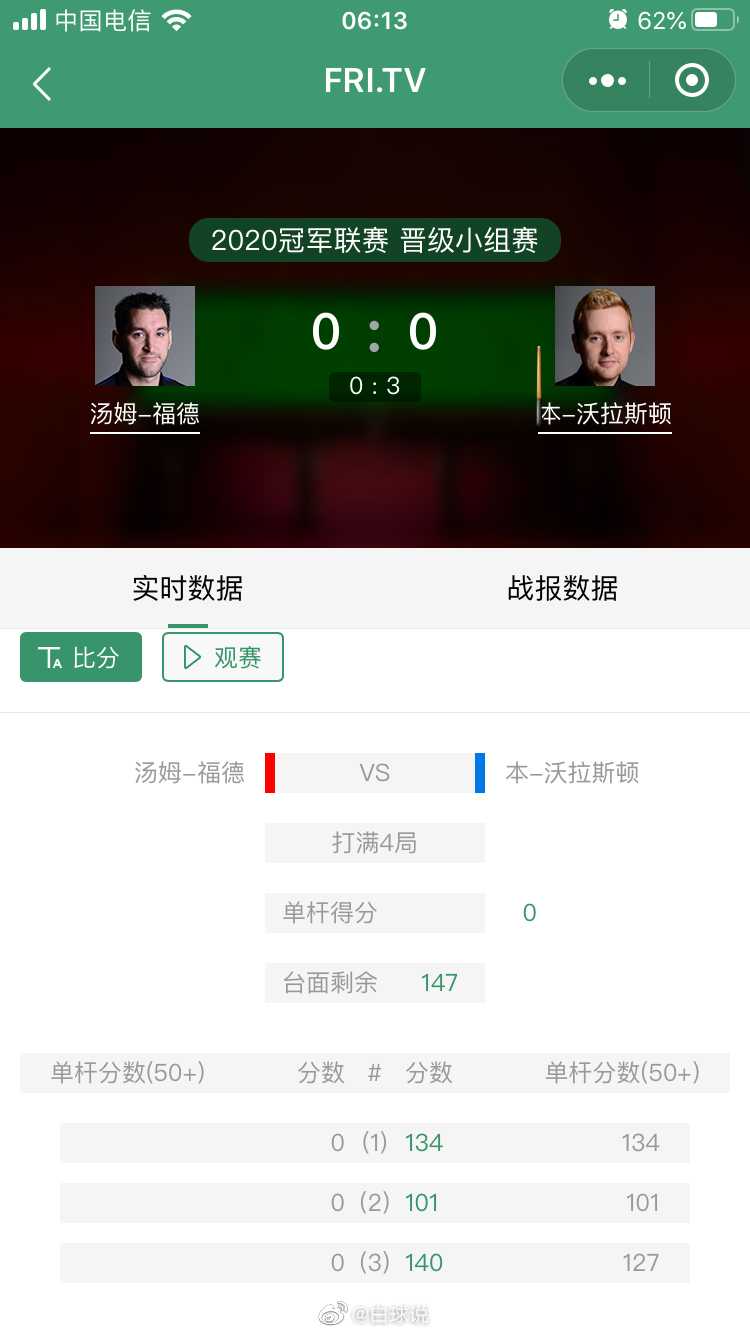 中国电信 06:13 62%
FRI.TV
2020冠军联赛 晋级小组赛
0 : 0
0 : 3
汤姆-福德 本-沃拉斯顿
实时数据 战报数据
比分 观赛
汤姆-福德 VS 本-沃拉斯顿
打满4局
单杆得分 0
台面剩余 147
单杆分数(50+) 分数 # 分数 单杆分数(50+)
0 (1) 134 134
0 (2) 101 101
0 (3) 140 127
@白球说